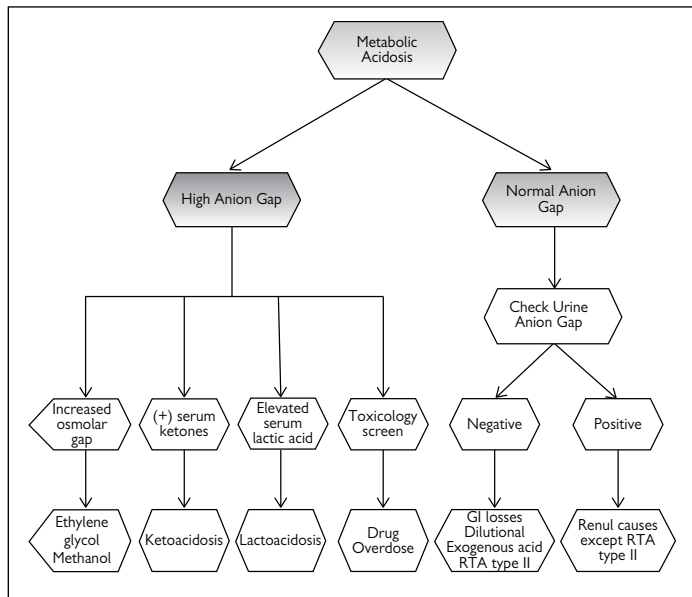 Metabolic
Acidosis
High Anion Gap
Normal Anion
Gap
Check Urine
Anion Gap
Increased
osmolar
gap
(+) serum
ketones
Elevated
serum
lactic acid
Toxicology
screen
Negative
Positive
Ethylene
glycol
Methanol
Ketoacidosis
Lactoacidosis
Drug
Overdose
GI losses
Dilutional
Exogenous acid
RTA type II
Renul causes
except RTA
type II